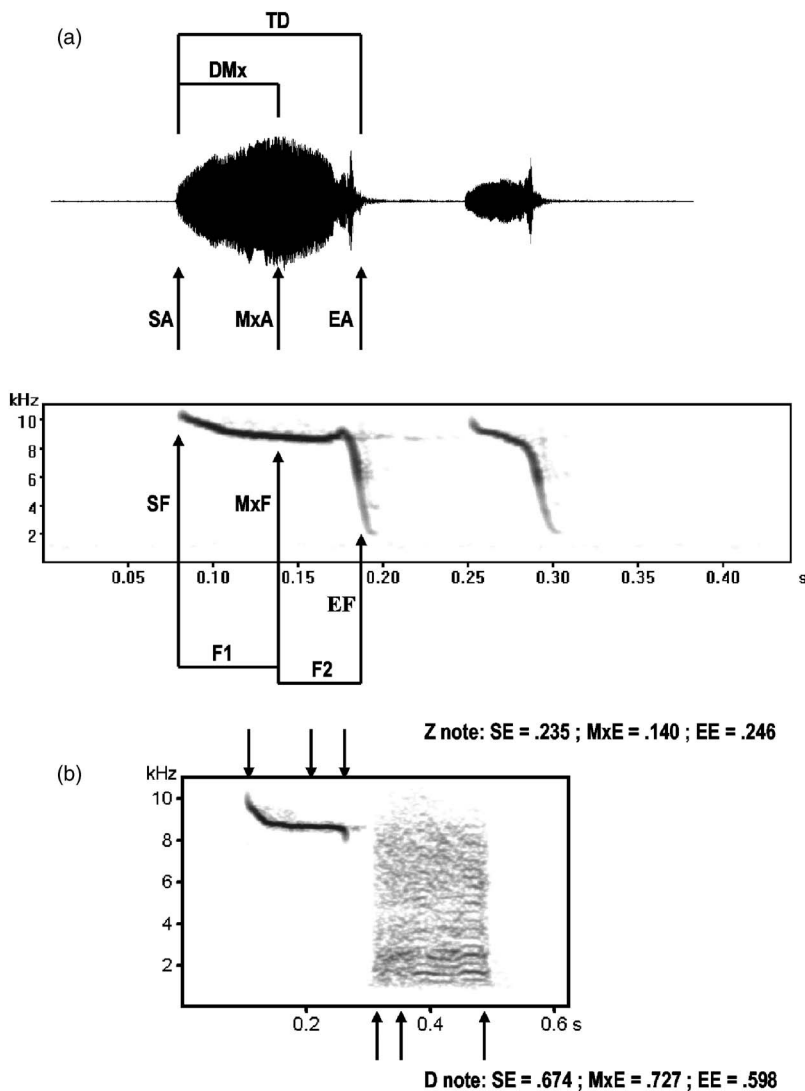 (a)
TD
DMx
SA MxA EA
kHz
10
8
6
4
2
SF MxF
0.05 0.10 0.15 0.20 0.25 0.30 0.35 0.40 s
EF
F1
F2
Z note: SE = .235 ; MxE = .140 ; EE = .246
(b)
kHz
10
8
6
4
2
0.2 0.4 0.6 s
D note: SE = .674 ; MxE = .727 ; EE = .598